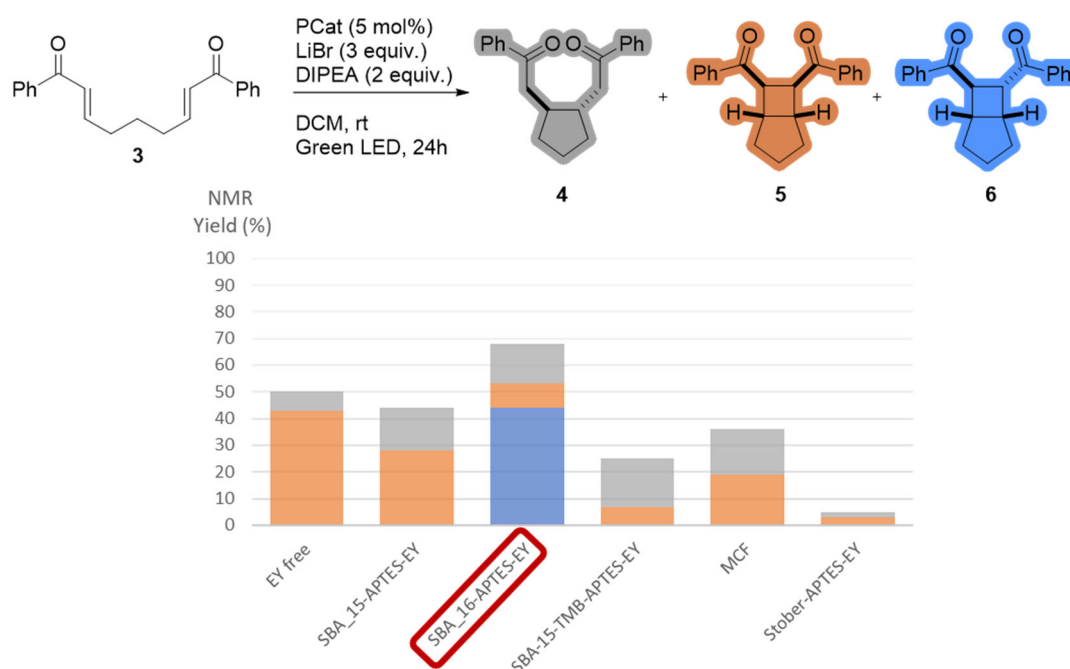 O
Ph
O
Ph
3
PCat (5 mol%)
LiBr (3 equiv.)
DIPEA (2 equiv.)
DCM, rt
Green LED, 24h
Ph
O
O
Ph
4
+
O
O
Ph
Ph
H
H
5
+
O
O
Ph
Ph
H
H
6
NMR
Yield (%)
100
90
80
70
60
50
40
30
20
10
0
EY free
SBA_15-APTES-EY
SBA_16-APTES-EY
SBA-15-TMB-APTES-EY
MCF
Stober-APTES-EY